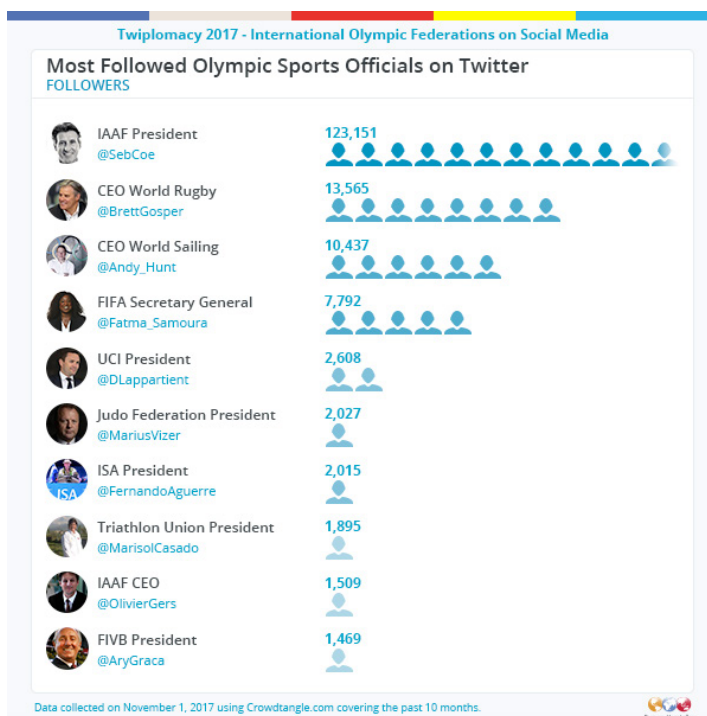 Twiplomacy 2017 - International Olympic Federations on Social Media
Most Followed Olympic Sports Officials on Twitter
FOLLOWERS
IAAF President
@SebCoe
123,151
CEO World Rugby
@BrettGosper
13,565
CEO World Sailing
@Andy_Hunt
10,437
FIFA Secretary General
@Fatma_Samoura
7,792
UCI President
@DLappartient
2,608
Judo Federation President
@MariusVizer
2,027
ISA President
@FernandoAguerre
2,015
ISA
Triathlon Union President
@MarisolCasado
1,895
IAAF CEO
@OlivierGers
1,509
FIVB President
@AryGraca
1,469
Data collected on November 1, 2017 using Crowdtangle.com covering the past 10 months.